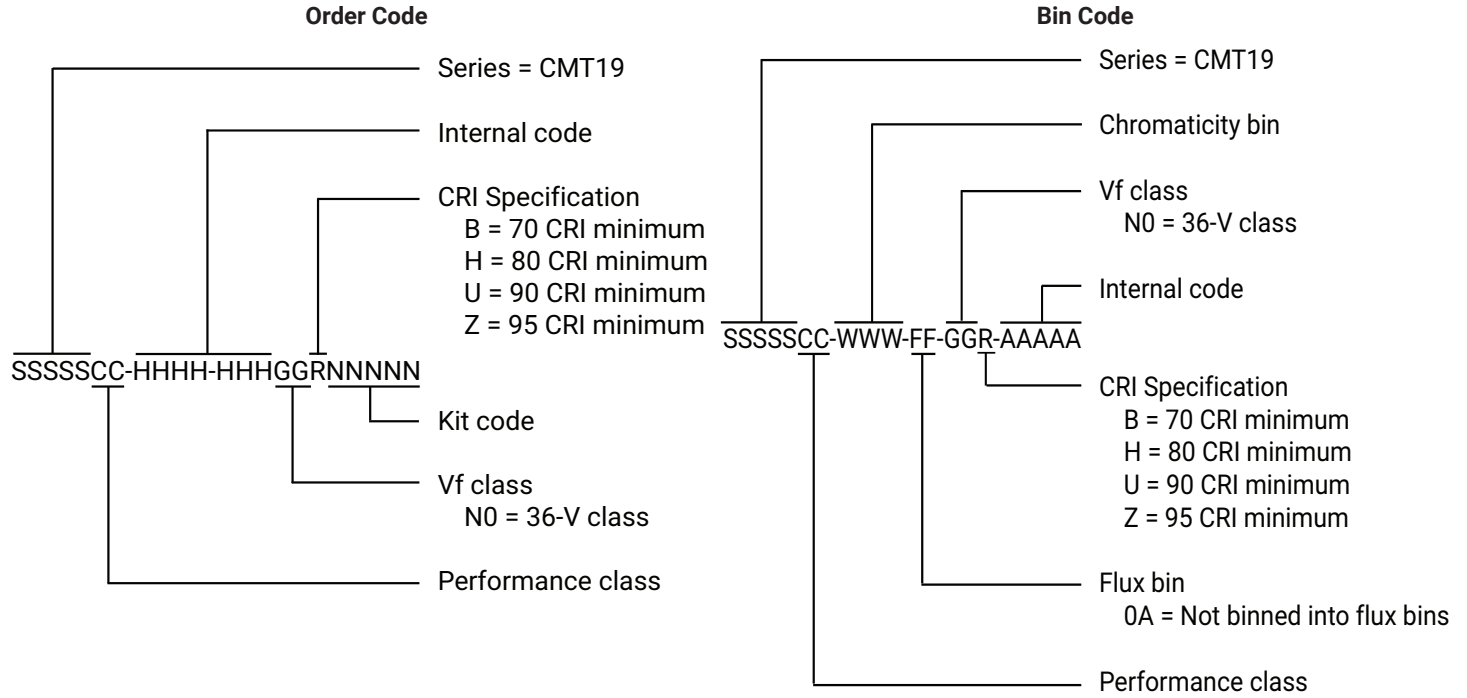 Order Code
Series = CMT19
Internal code
CRI Specification
B = 70 CRI minimum
H = 80 CRI minimum
U = 90 CRI minimum
Z = 95 CRI minimum
SSSSSCC-HHHH-HHHGGRNNNNN
Kit code
Vf class
N0 = 36-V class
Performance class
Bin Code
Series = CMT19
Chromaticity bin
Vf class
N0 = 36-V class
Internal code
SSSSSCC-WWW-FF-GGR-AAAAA
CRI Specification
B = 70 CRI minimum
H = 80 CRI minimum
U = 90 CRI minimum
Z = 95 CRI minimum
Flux bin
0A = Not binned into flux bins
Performance class